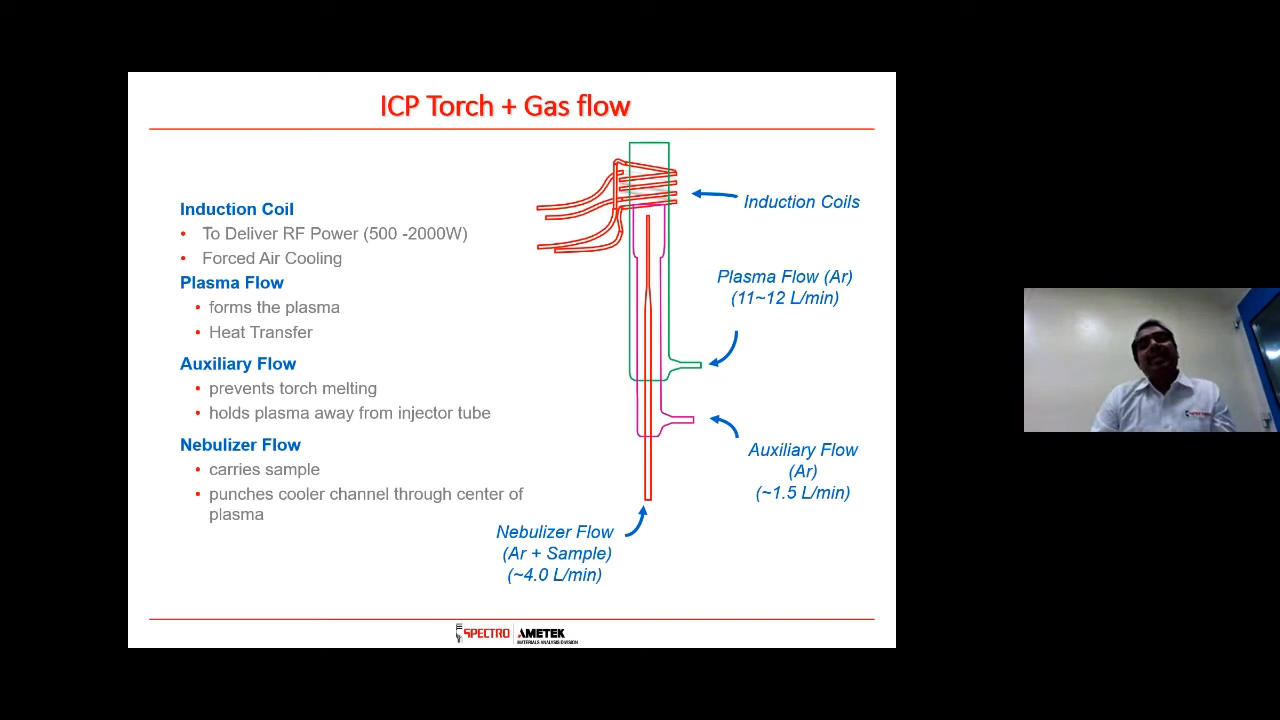 ICP Torch + Gas flow
Induction Coil
• To Deliver RF Power (500 -2000W)
• Forced Air Cooling
Plasma Flow
• forms the plasma
• Heat Transfer
Auxiliary Flow
• prevents torch melting
• holds plasma away from injector tube
Nebulizer Flow
• carries sample
• punches cooler channel through center of
plasma
Induction Coils
Plasma Flow (Ar)
(11~12 L/min)
Auxiliary Flow
(Ar)
(~1.5 L/min)
Nebulizer Flow
(Ar + Sample)
(~4.0 L/min)
SPECTRO
AMETEK
MATERIALS ANALYSIS DIVISION